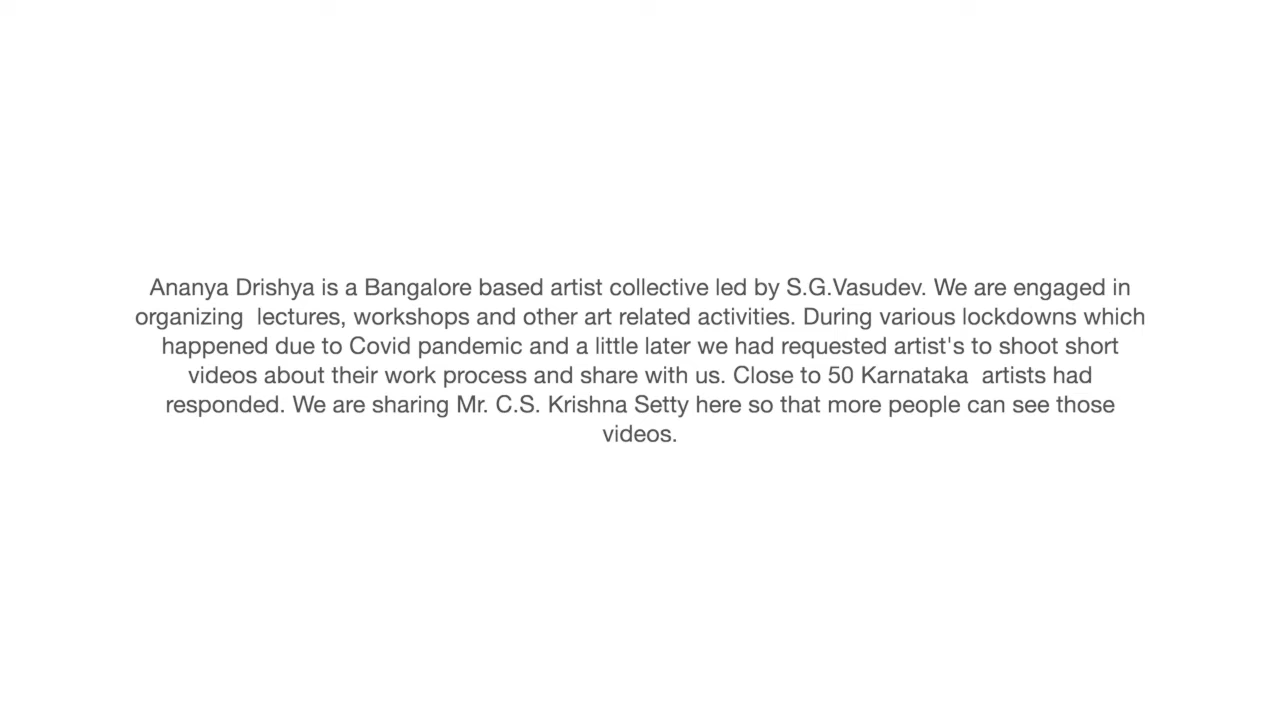 Ananya Drishya is a Bangalore based artist collective led by S.G.Vasudev. We are engaged in
organizing  lectures, workshops and other art related activities. During various lockdowns which
happened due to Covid pandemic and a little later we had requested artist's to shoot short
videos about their work process and share with us. Close to 50 Karnataka  artists had
responded. We are sharing Mr. C.S. Krishna Setty here so that more people can see those
videos.